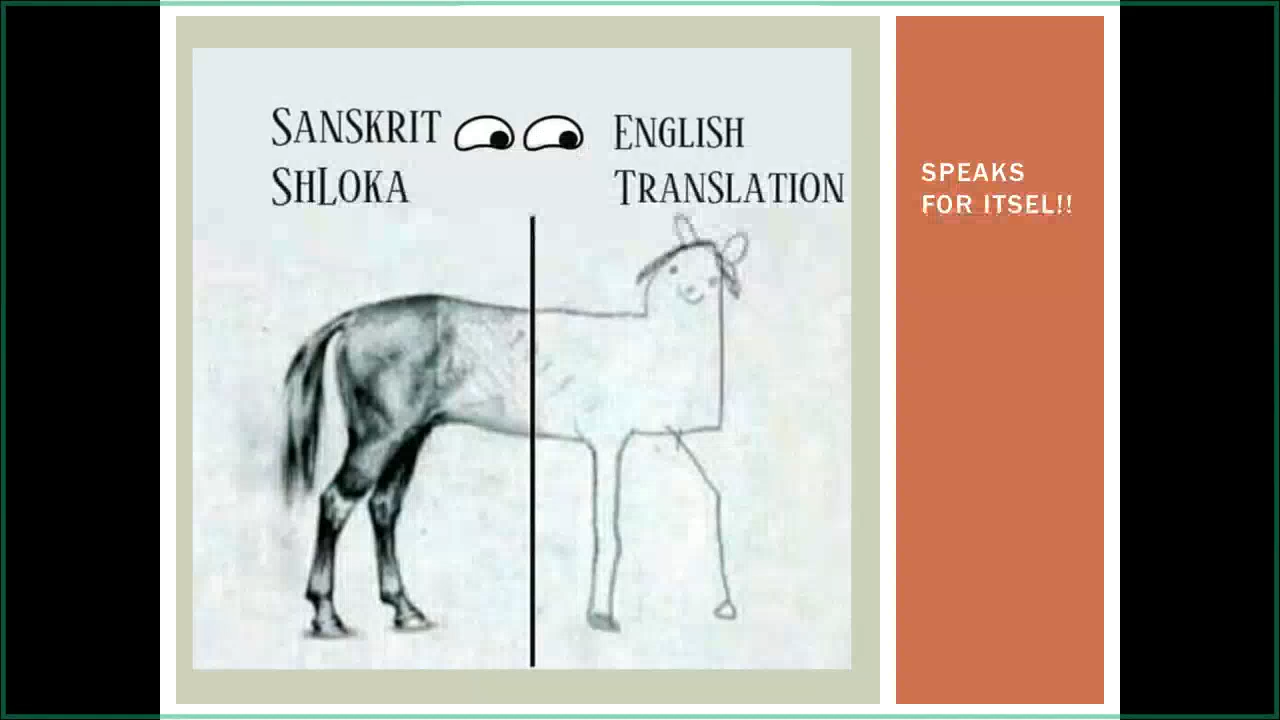 SANSKRIT
SHLOKA
ENGLISH
TRANSLATION
SPEAKS
FOR ITSEL!!